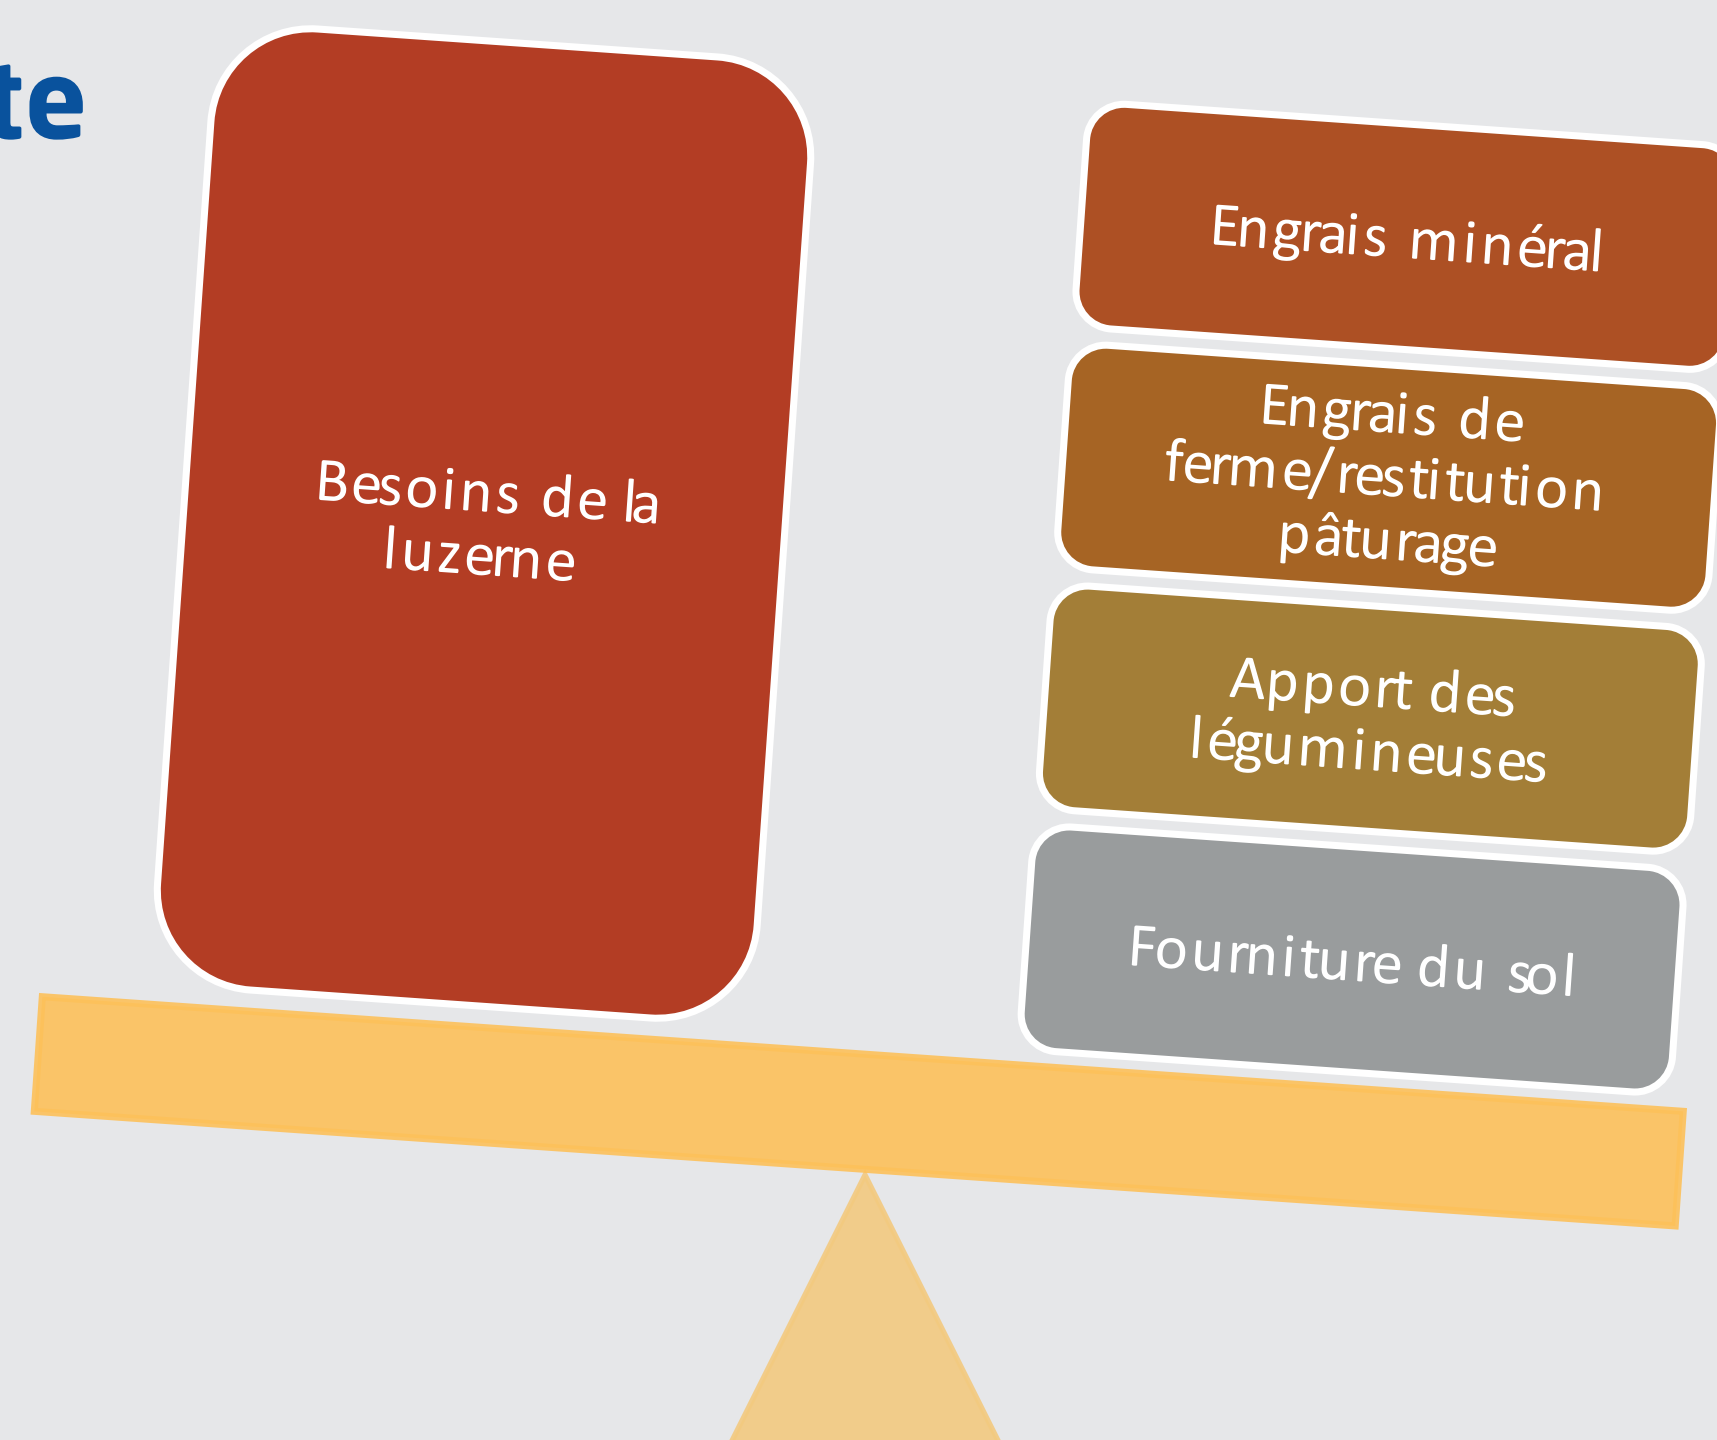 te
Besoins de la
luzerne
Engrais minéral
Engrais de
ferme/restitution
pâturage
Apport des
légumineuses
Fourniture du sol